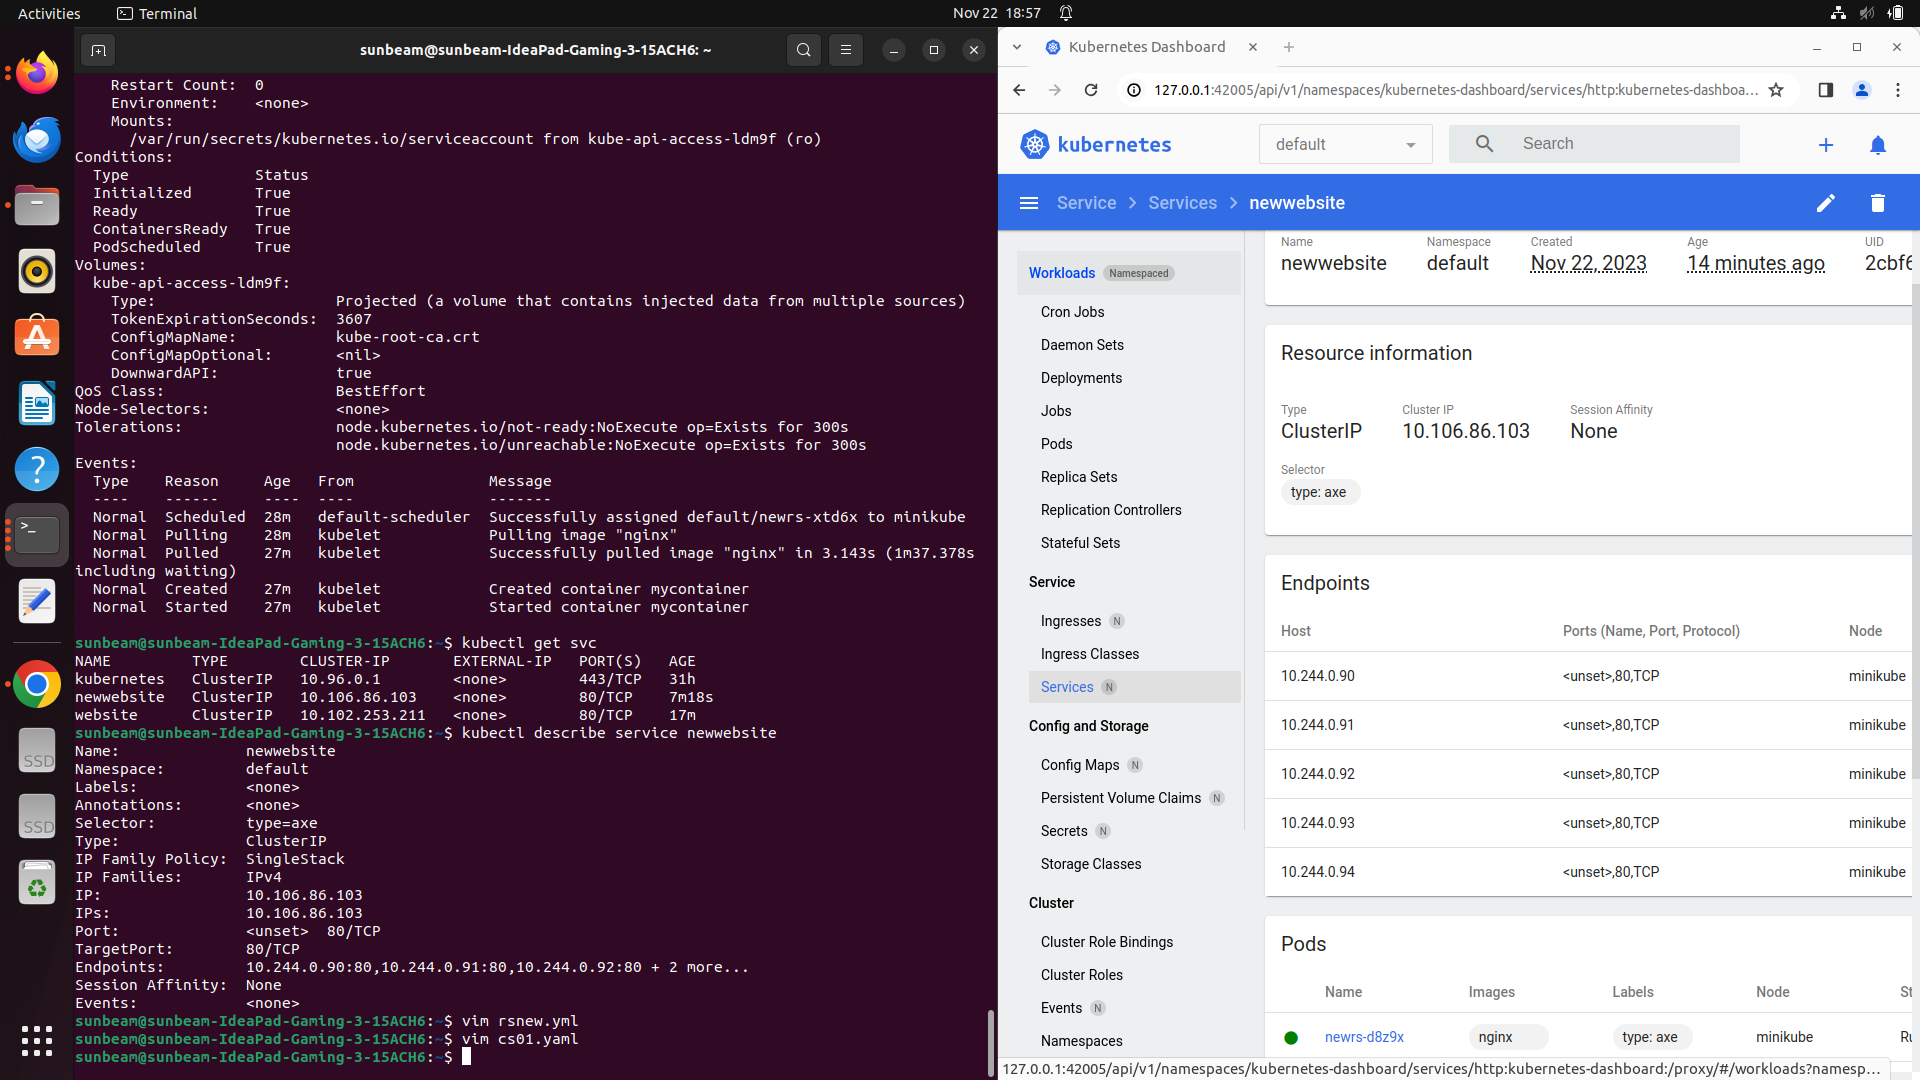 Activities
Terminal
Nov 22 18:57
sunbeam@sunbeam-IdeaPad-Gaming-3-15ACH6: ~
Restart Count: 0
Environment: <none>
Mounts:
/var/run/secrets/kubernetes.io/serviceaccount from kube-api-access-ldm9f (ro)
Conditions:
Type Status
Initialized True
Ready True
ContainersReady True
PodScheduled True
Volumes:
kube-api-access-ldm9f:
Type: Projected (a volume that contains injected data from multiple sources)
TokenExpirationSeconds: 3607
ConfigMapName: kube-root-ca.crt
ConfigMapOptional: <nil>
DownwardAPI: true
QoS Class: BestEffort
Node-Selectors: <none>
Tolerations: node.kubernetes.io/not-ready:NoExecute op=Exists for 300s
node.kubernetes.io/unreachable:NoExecute op=Exists for 300s
Events:
Type Reason Age From Message
---- ------ ---- ---- -------
Normal Scheduled 28m default-scheduler Successfully assigned default/newrs-xtd6x to minikube
Normal Pulling 28m kubelet Pulling image "nginx"
Normal Pulled 27m kubelet Successfully pulled image "nginx" in 3.143s (1m37.378s
including waiting)
Normal Created 27m kubelet Created container mycontainer
Normal Started 27m kubelet Started container mycontainer
sunbeam@sunbeam-IdeaPad-Gaming-3-15ACH6:~$ kubectl get svc
NAME TYPE CLUSTER-IP EXTERNAL-IP PORT(S) AGE
kubernetes ClusterIP 10.96.0.1 <none> 443/TCP 31h
newwebsite ClusterIP 10.106.86.103 <none> 80/TCP 7m18s
website ClusterIP 10.102.253.211 <none> 80/TCP 17m
sunbeam@sunbeam-IdeaPad-Gaming-3-15ACH6:~$ kubectl describe service newwebsite
Name: newwebsite
Namespace: default
Labels: <none>
Annotations: <none>
Selector: type=axe
Type: ClusterIP
IP Family Policy: SingleStack
IP Families: IPv4
IP: 10.106.86.103
IPs: 10.106.86.103
Port: <unset> 80/TCP
TargetPort: 80/TCP
Endpoints: 10.244.0.90:80,10.244.0.91:80,10.244.0.92:80 + 2 more...
Session Affinity: None
Events: <none>
sunbeam@sunbeam-IdeaPad-Gaming-3-15ACH6:~$ vim rsnew.yml
sunbeam@sunbeam-IdeaPad-Gaming-3-15ACH6:~$ vim cs01.yaml
sunbeam@sunbeam-IdeaPad-Gaming-3-15ACH6:~$
SSD
SSD
Kubernetes Dashboard
127.0.0.1:42005/api/v1/namespaces/kubernetes-dashboard/services/http:kubernetes-dashboa...
kubernetes
default
Search
Service
Services
newwebsite
Workloads Namespaced
Cron Jobs
Daemon Sets
Deployments
Jobs
Pods
Replica Sets
Replication Controllers
Stateful Sets
Service
Ingresses N
Ingress Classes
Services N
Config and Storage
Config Maps N
Persistent Volume Claims N
Secrets N
Storage Classes
Cluster
Cluster Role Bindings
Cluster Roles
Events N
Namespaces
Name Namespace Created Age UID
newwebsite default Nov 22, 2023 14 minutes ago 2cbf6
Resource information
Type Cluster IP Session Affinity
ClusterIP 10.106.86.103 None
Selector
type: axe
Endpoints
Host Ports (Name, Port, Protocol) Node
10.244.0.90 <unset>,80,TCP minikube
10.244.0.91 <unset>,80,TCP minikube
10.244.0.92 <unset>,80,TCP minikube
10.244.0.93 <unset>,80,TCP minikube
10.244.0.94 <unset>,80,TCP minikube
Pods
Name Images Labels Node St
newrs-d8z9x nginx type: axe minikube Ru
127.0.0.1:42005/api/v1/namespaces/kubernetes-dashboard/services/http:kubernetes-dashboard:/proxy/#/workloads?namesp...